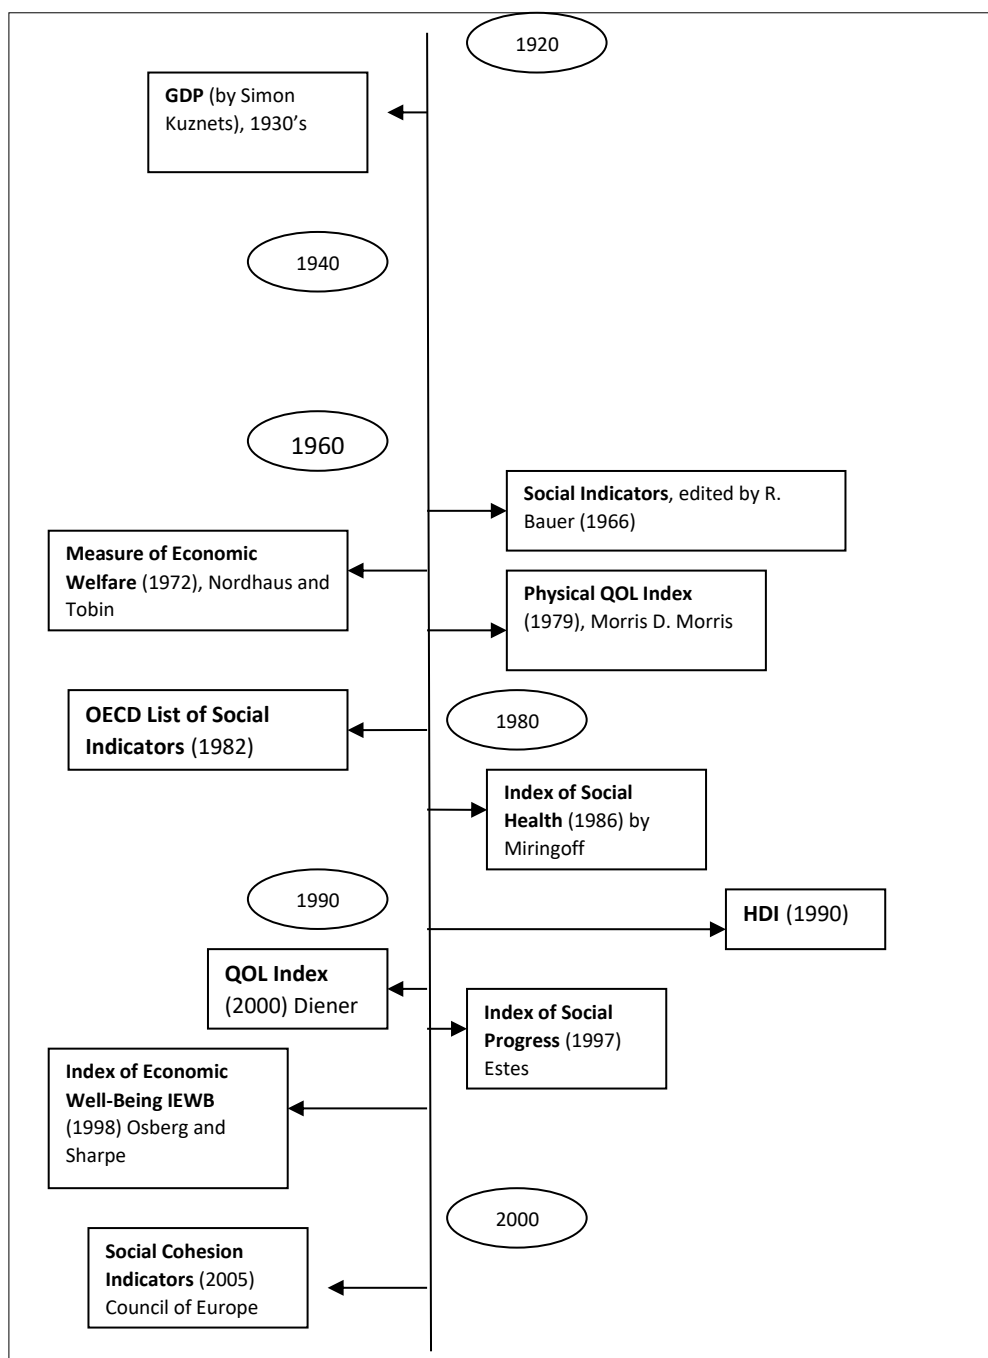 1920
GDP (by Simon
Kuznets), 1930’s
1940
1960
Social Indicators, edited by R.
Bauer (1966)
Measure of Economic
Welfare (1972), Nordhaus and
Tobin
Physical QOL Index
(1979), Morris D. Morris
OECD List of Social
Indicators (1982)
1980
Index of Social
Health (1986) by
Miringoff
1990
HDI (1990)
QOL Index
(2000) Diener
Index of Social
Progress (1997)
Estes
Index of Economic
Well-Being IEWB
(1998) Osberg and
Sharpe
2000
Social Cohesion
Indicators (2005)
Council of Europe